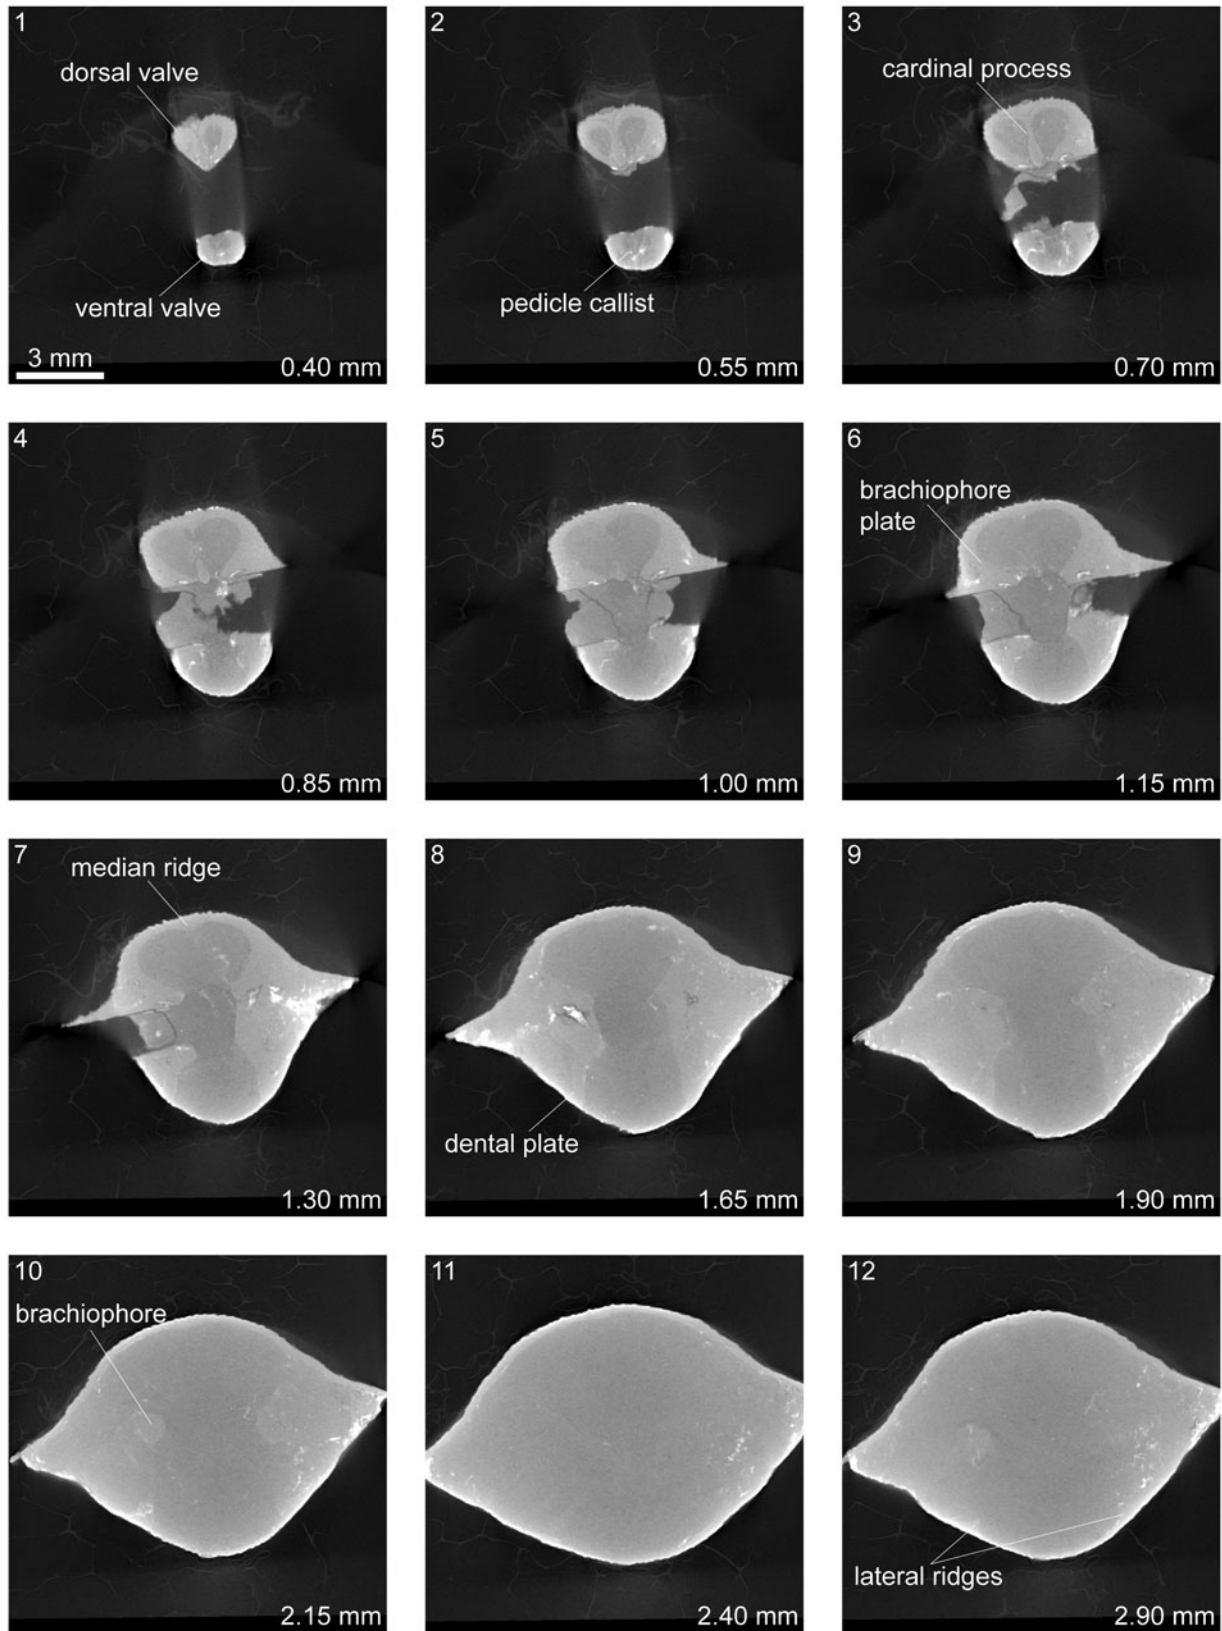 1
dorsal valve
ventral valve
3 mm
0.40 mm
2
pedicle callist
0.55 mm
3
cardinal process
0.70 mm
4
0.85 mm
5
1.00 mm
6
brachiophore
plate
1.15 mm
7
median ridge
1.30 mm
8
dental plate
1.65 mm
9
1.90 mm
10
brachiophore
2.15 mm
11
2.40 mm
12
lateral ridges
2.90 mm